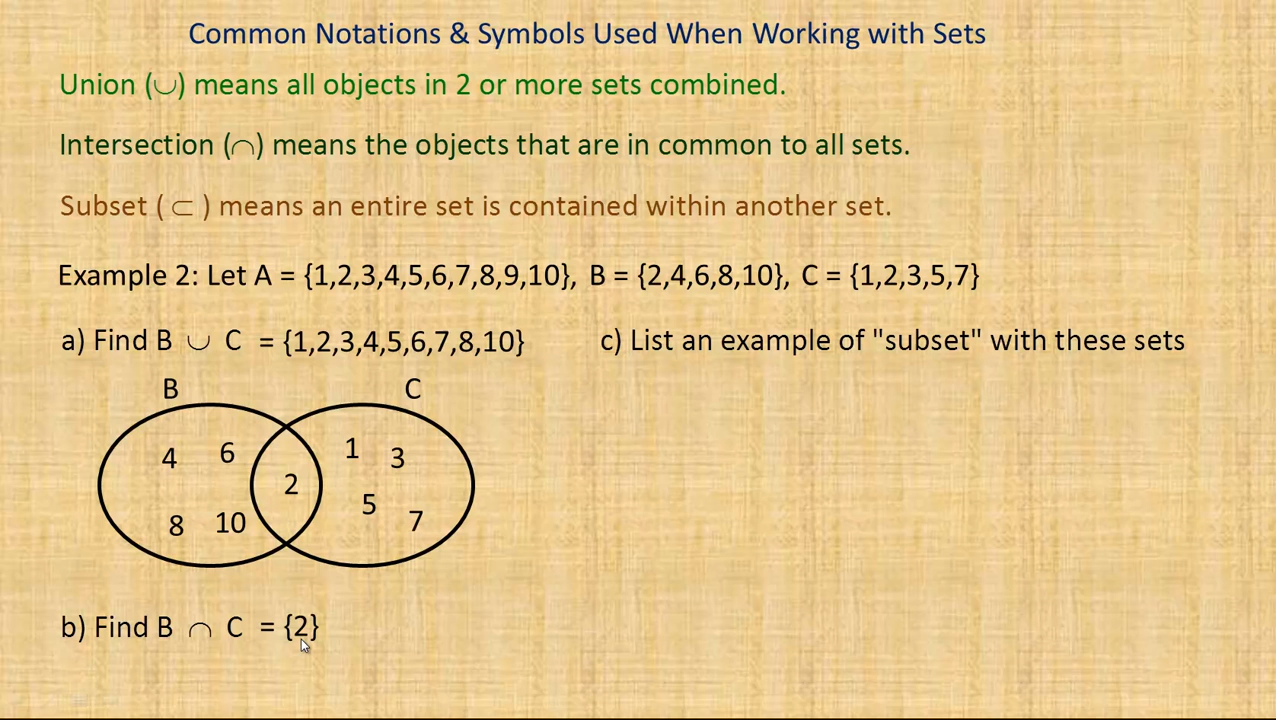 Common Notations & Symbols Used When Working with Sets
Union (∪) means all objects in 2 or more sets combined.
Intersection (∩) means the objects that are in common to all sets.
Subset ( ⊂ ) means an entire set is contained within another set.
Example 2: Let A = {1,2,3,4,5,6,7,8,9,10}, B = {2,4,6,8,10}, C = {1,2,3,5,7}
a) Find B ∪ C = {1,2,3,4,5,6,7,8,10}
c) List an example of "subset" with these sets
B C
4 6 1 3
2
5
8 10 7
b) Find B ∩ C = {2}